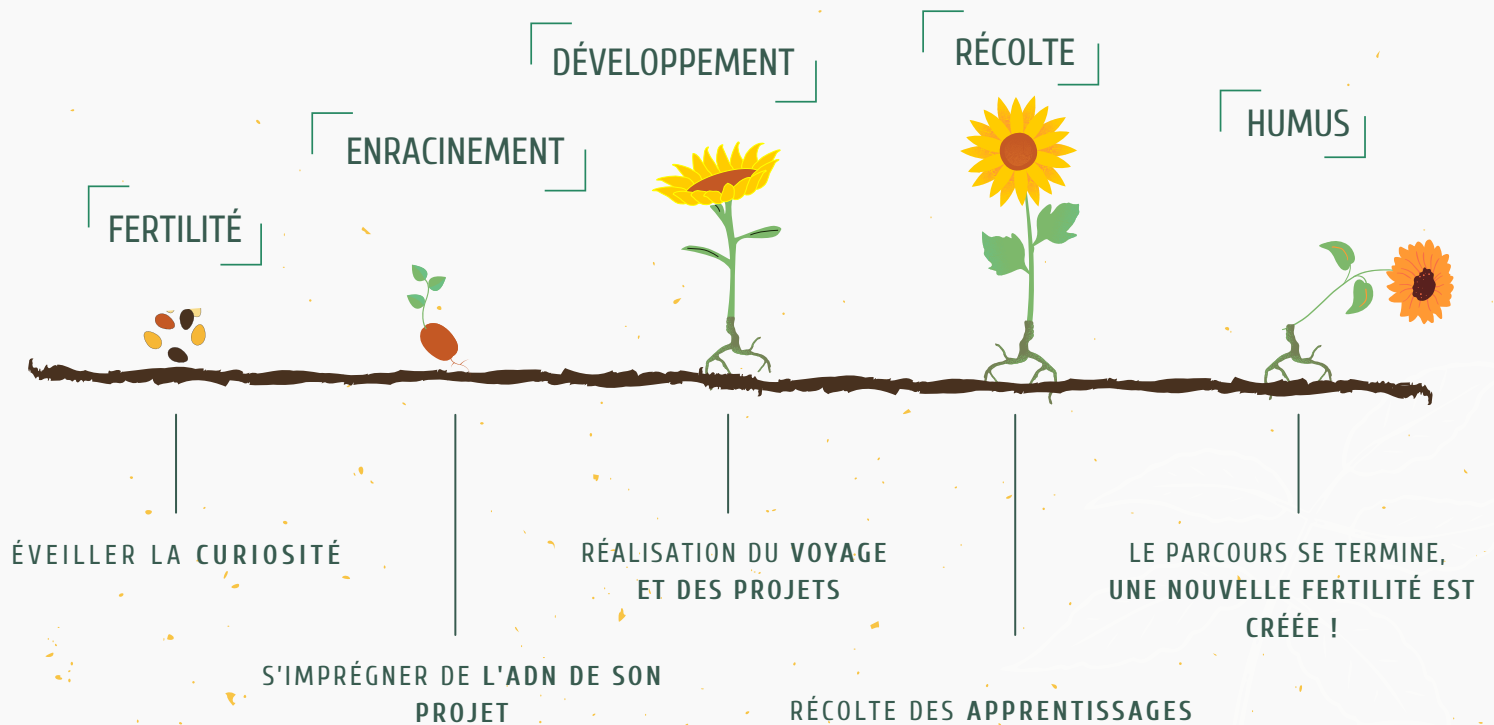 FERTILITÉ
ENRACINEMENT
DÉVELOPPEMENT
RÉCOLTE
HUMUS
ÉVEILLER LA CURIOSITÉ
S'IMPRÉGNER DE L'ADN DE SON
PROJET
RÉALISATION DU VOYAGE
ET DES PROJETS
RÉCOLTE DES APPRENTISSAGES
LE PARCOURS SE TERMINE,
UNE NOUVELLE FERTILITÉ EST
CRÉÉE !